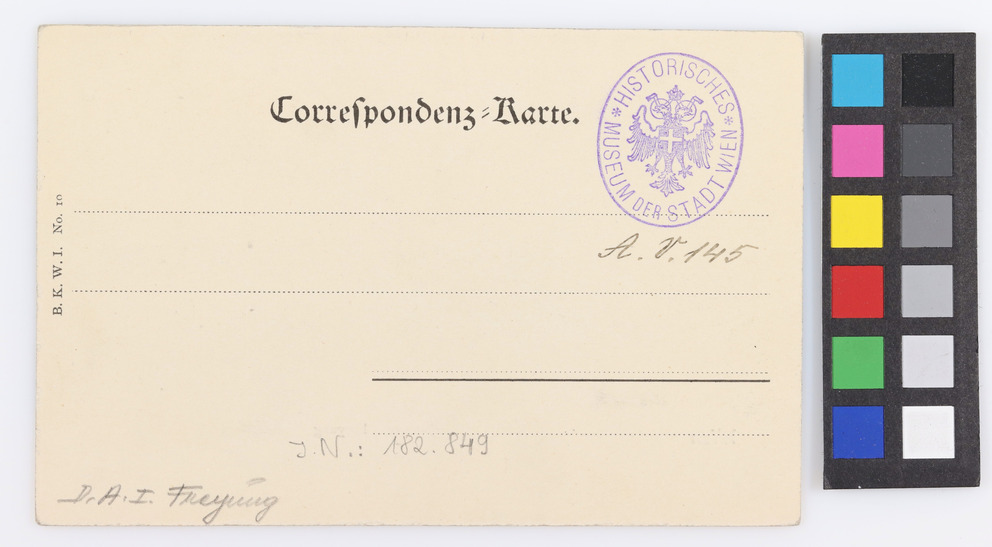 Correspondenz-Karte.
HISTORISCHES * MUSEUM DER STADT WIEN *
A. V. 145
B. K. W. I. No. 10
J. N.: 182.849
D. A. I. Freyung